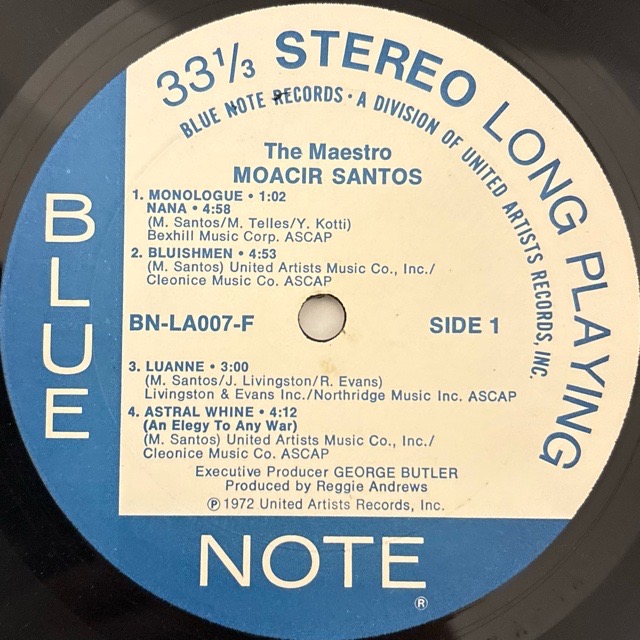 33⅓ STEREO LONG PLAYING
BLUE NOTE RECORDS • A DIVISION OF UNITED ARTISTS RECORDS, INC.
The Maestro
MOACIR SANTOS
1. MONOLOGUE • 1:02
NANA • 4:58
(M. Santos/M. Telles/Y. Kotti)
Bexhill Music Corp. ASCAP
2. BLUISHMEN • 4:53
(M. Santos) United Artists Music Co., Inc./
Cleonice Music Co. ASCAP
BN-LA007-F
SIDE 1
3. LUANNE • 3:00
(M. Santos/J. Livingston/R. Evans)
Livingston & Evans Inc./Northridge Music Inc. ASCAP
4. ASTRAL WHINE • 4:12
(An Elegy To Any War)
(M. Santos) United Artists Music Co., Inc./
Cleonice Music Co. ASCAP
Executive Producer GEORGE BUTLER
Produced by Reggie Andrews
℗ 1972 United Artists Records, Inc.
BLUE
NOTE
®